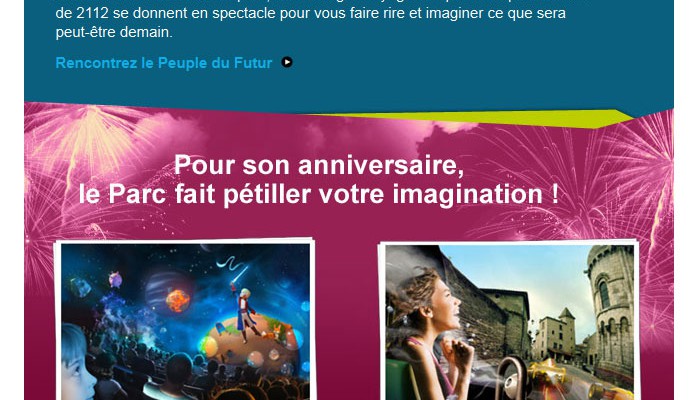 de 2112 se donnent en spectacle pour vous faire rire et imaginer ce que sera
peut-être demain.
Rencontrez le Peuple du Futur
Pour son anniversaire,
le Parc fait pétiller votre imagination !